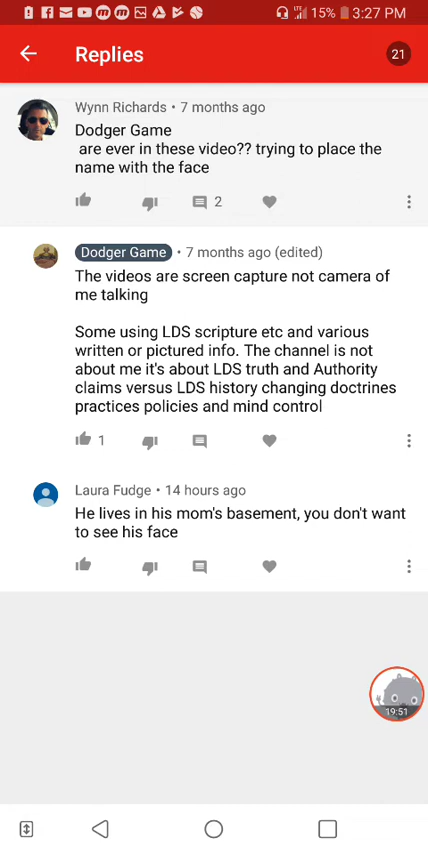 15% 3:27 PM
Replies
21
Wynn Richards • 7 months ago
Dodger Game
are ever in these video?? trying to place the
name with the face
2
Dodger Game • 7 months ago (edited)
The videos are screen capture not camera of
me talking
Some using LDS scripture etc and various
written or pictured info. The channel is not
about me it's about LDS truth and Authority
claims versus LDS history changing doctrines
practices policies and mind control
1
Laura Fudge • 14 hours ago
He lives in his mom's basement, you don't want
to see his face
19:51